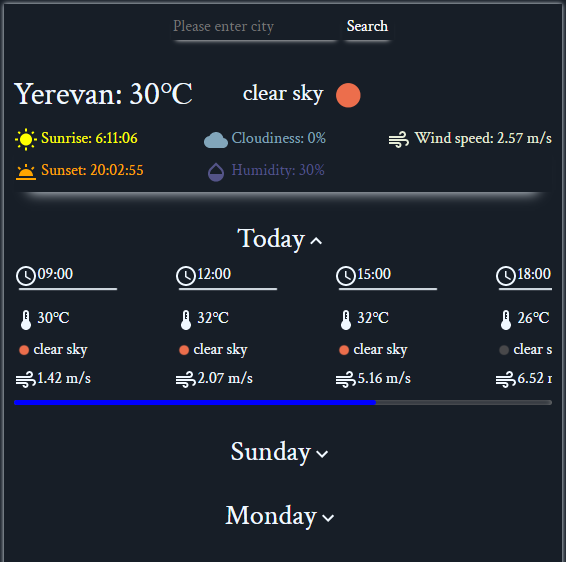 Please enter city Search
Yerevan: 30°C clear sky
Sunrise: 6:11:06 Cloudiness: 0% Wind speed: 2.57 m/s
Sunset: 20:02:55 Humidity: 30%
Today
09:00 12:00 15:00 18:00
30°C 32°C 32°C 26°C
clear sky clear sky clear sky clear s
1.42 m/s 2.07 m/s 5.16 m/s 6.52
Sunday
Monday